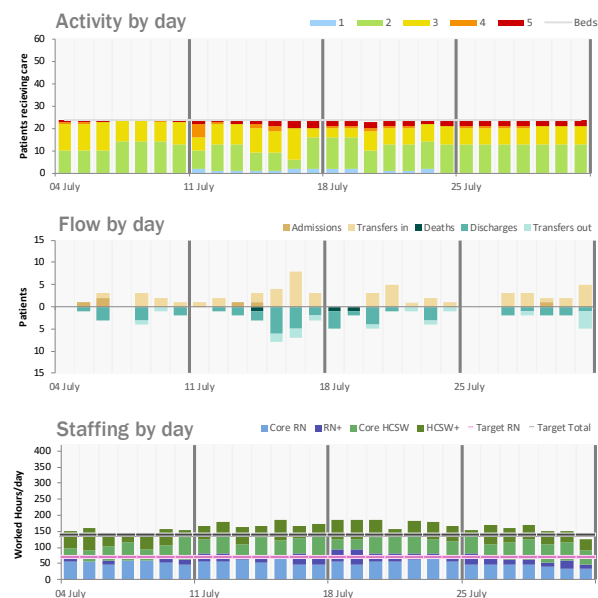 Activity by day
1 2 3 4 5 Beds
Patients recieving care
60
50
40
30
20
10
0
04 July 11 July 18 July 25 July
Flow by day
Admissions Transfers in Deaths Discharges Transfers out
Patients
15
10
5
0
5
10
15
04 July 11 July 18 July 25 July
Staffing by day
Core RN RN+ Core HCSW HCSW+ Target RN Target Total
Worked Hours/day
400
350
300
250
200
150
100
50
0
04 July 11 July 18 July 25 July